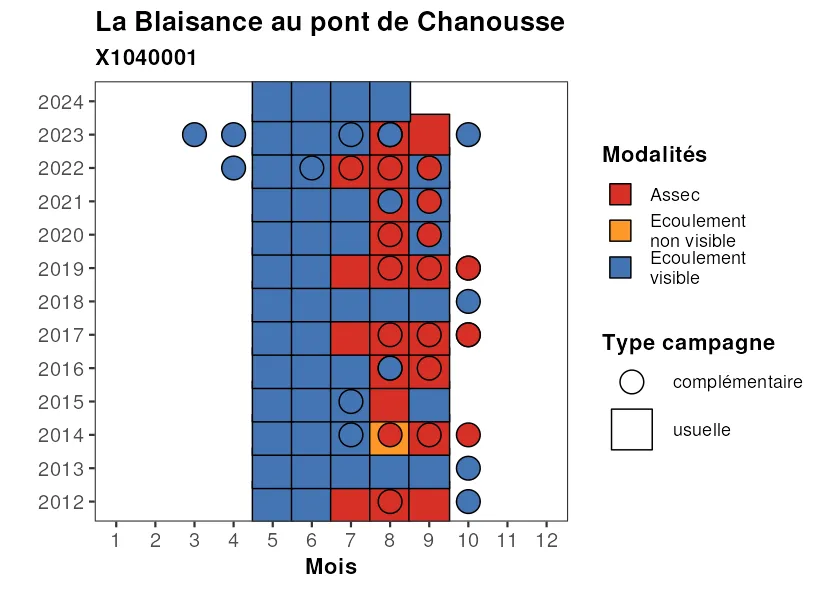 La Blaisance au pont de Chanousse
X1040001
2024
2023
2022
2021
2020
2019
2018
2017
2016
2015
2014
2013
2012
1 2 3 4 5 6 7 8 9 10 11 12
Mois
Modalités
Assec
Ecoulement
non visible
Ecoulement
visible
Type campagne
complémentaire
usuelle